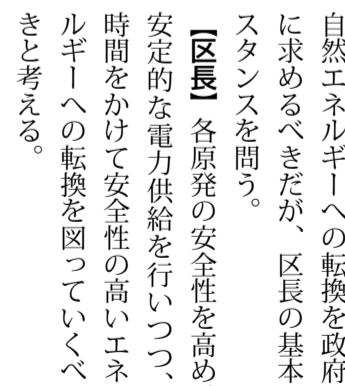 自然エネルギーへの転換を政府
に求めるべきだが、区長の基本
スタンスを問う。
【区長】各原発の安全性を高め
安定的な電力供給を行いつつ、
時間をかけて安全性の高いエネ
ルギーへの転換を図っていくべ
きと考える。